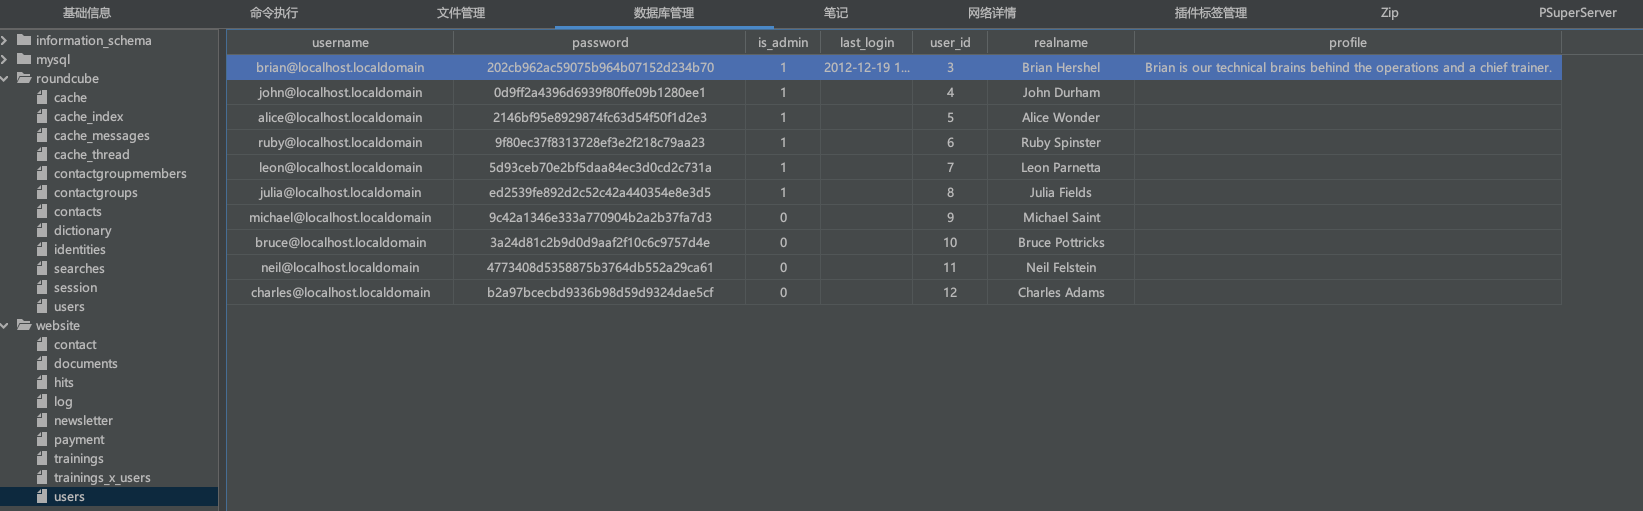 基础信息 命令执行 文件管理 数据库管理 笔记 网络详情 插件标签管理 Zip PSuperServer
information_schema
mysql
roundcube
cache
cache_index
cache_messages
cache_thread
contactgroupmembers
contactgroups
contacts
dictionary
identities
searches
session
users
website
contact
documents
hits
log
newsletter
payment
trainings
trainings_x_users
users
username password is_admin last_login user_id realname profile
brian@localhost.localdomain 202cb962ac59075b964b07152d234b70 1 2012-12-19 1... 3 Brian Hershel Brian is our technical brains behind the operations and a chief trainer.
john@localhost.localdomain 0d9ff2a4396d6939f80ffe09b1280ee1 1 4 John Durham
alice@localhost.localdomain 2146bf95e8929874fc63d54f50f1d2e3 1 5 Alice Wonder
ruby@localhost.localdomain 9f80ec37f8313728ef3e2f218c79aa23 1 6 Ruby Spinster
leon@localhost.localdomain 5d93ceb70e2bf5daa84ec3d0cd2c731a 1 7 Leon Parnetta
julia@localhost.localdomain ed2539fe892d2c52c42a440354e8e3d5 1 8 Julia Fields
michael@localhost.localdomain 9c42a1346e333a770904b2a2b37fa7d3 0 9 Michael Saint
bruce@localhost.localdomain 3a24d81c2b9d0d9aaf2f10c6c9757d4e 0 10 Bruce Pottricks
neil@localhost.localdomain 4773408d5358875b3764db552a29ca61 0 11 Neil Felstein
charles@localhost.localdomain b2a97bcecbd9336b98d59d9324dae5cf 0 12 Charles Adams